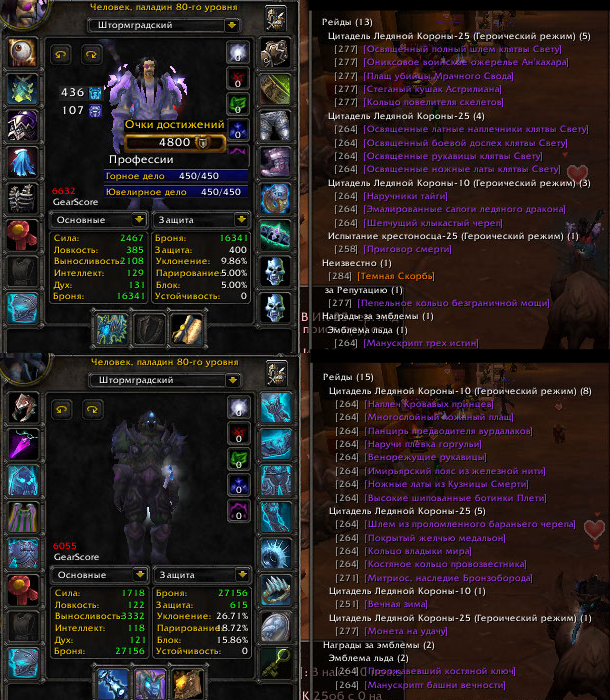 Человек, паладин 80-го уровня
Штормградский
436
107
0
0
0
0
Очки достижений
4800
Профессии
Горное дело 450/450
Ювелирное дело 450/450
6632
GearScore
Основные
Защита
Сила: 2467
Ловкость: 385
Выносливость: 2108
Интеллект: 129
Дух: 131
Броня: 16341
Броня: 16341
Защита: 400
Уклонение: 9.86%
Парирование: 5.00%
Блок: 5.00%
Устойчивость: 0
Рейды (13)
Цитадель Ледяной Короны-25 (Героический режим) (5)
[277] [Освященный полный шлем клятвы Свету]
[277] [Ониксовое воинское ожерелье Ан'кахара]
[277] [Плащ убийцы Мрачного Свода]
[277] [Стеганый кушак Астрилиана]
[277] [Кольцо повелителя скелетов]
Цитадель Ледяной Короны-25 (4)
[264] [Освященные латные наплечники клятвы Свету]
[264] [Освященный боевой доспех клятвы Свету]
[264] [Освященные рукавицы клятвы Свету]
[264] [Освященные ножные латы клятвы Свету]
Цитадель Ледяной Короны-10 (Героический режим) (3)
[264] [Наручники тайги]
[264] [Эмалированные сапоги ледяного дракона]
[264] [Шепчущий клыкастый череп]
Испытание крестоносца-25 (Героический режим) (1)
[258] [Приговор смерти]
Неизвестно (1)
[284] [Темная Скорбь]
за Репутацию (1)
[277] [Пепельное кольцо безграничной мощи]
Награды за эмблемы (1)
Эмблема льда (1)
[264] [Манускрипт трех истин]
Человек, паладин 80-го уровня
Штормградский
0
0
0
0
6055
GearScore
Основные
Защита
Сила: 1718
Ловкость: 122
Выносливость: 3332
Интеллект: 118
Дух: 121
Броня: 27156
Броня: 27156
Защита: 615
Уклонение: 26.71%
Парирование: 18.72%
Блок: 15.86%
Устойчивость: 0
Рейды (15)
Цитадель Ледяной Короны-10 (Героический режим) (8)
[264] [Наплеч Кровавых принцев]
[264] [Многослойный кожаный плащ]
[264] [Панцирь предводителя вурдалаков]
[264] [Наручи плевка горгульи]
[264] [Венорежущие рукавицы]
[264] [Имирьярский пояс из железной нити]
[264] [Ножные латы из Кузницы Смерти]
[264] [Высокие шипованные ботинки Плети]
Цитадель Ледяной Короны-25 (5)
[264] [Шлем из проломленного бараньего черепа]
[264] [Покрытый желчью медальон]
[264] [Кольцо владыки мира]
[264] [Костяное кольцо провозвестника]
[271] [Митриос, наследие Бронзоборода]
Цитадель Ледяной Короны-10 (1)
[251] [Вечная зима]
Цитадель Ледяной Короны-25 (Героический режим) (1)
[277] [Монета на удачу]
Награды за эмблемы (2)
Эмблема льда (2)
[264] [Проржавевший костяной ключ]
[264] [Манускрипт башни вечности]